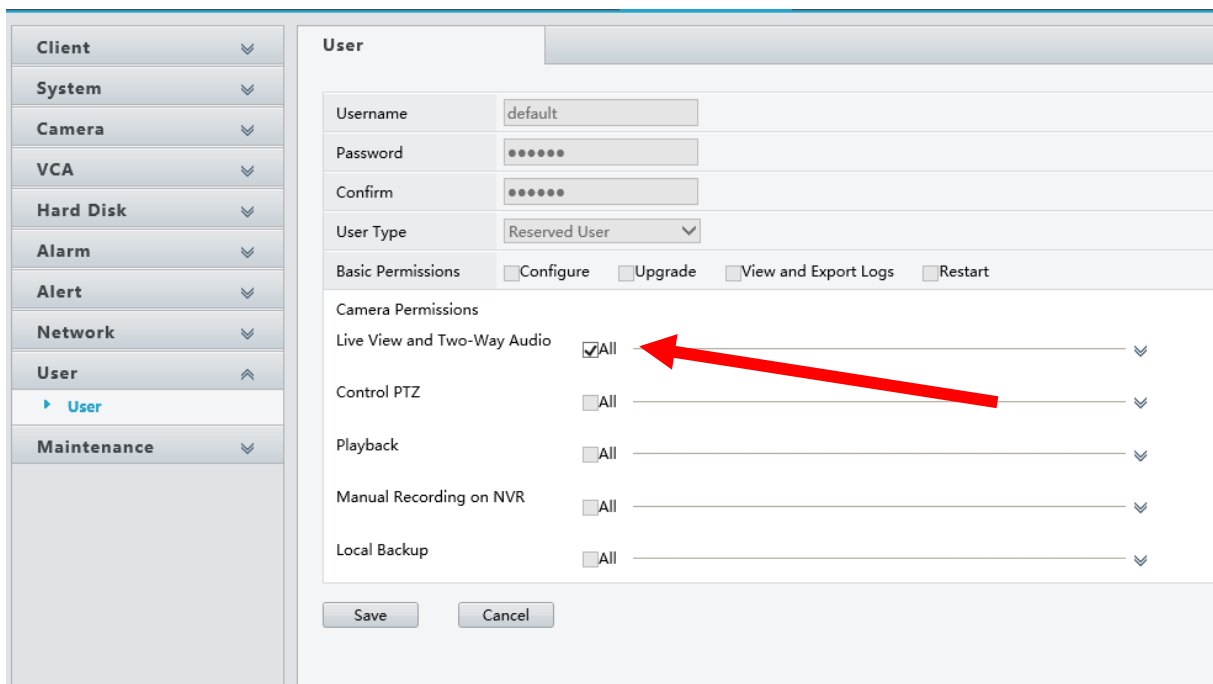 Client
System
Camera
VCA
Hard Disk
Alarm
Alert
Network
User
User
Maintenance
User
Username default
Password ●●●●●●
Confirm ●●●●●●
User Type Reserved User
Basic Permissions Configure Upgrade View and Export Logs Restart
Camera Permissions
Live View and Two-Way Audio All
Control PTZ All
Playback All
Manual Recording on NVR All
Local Backup All
Save Cancel